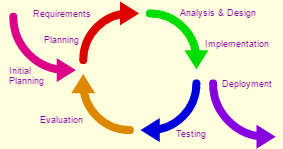 Requirements
Analysis & Design
Planning
Implementation
Initial
Planning
Deployment
Evaluation
Testing